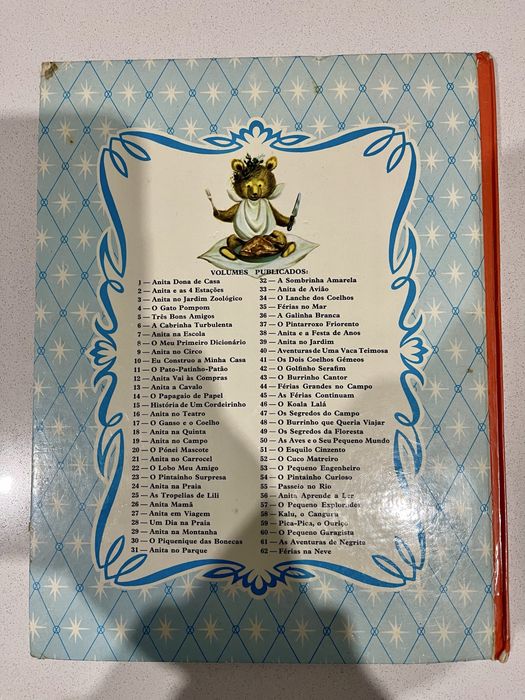 VOLUMES PUBLICADOS:
1 — Anita Dona de Casa
2 — Anita e as 4 Estações
3 — Anita no Jardim Zoológico
4 — O Gato Pompom
5 — Três Bons Amigos
6 — A Cabrinha Turbulenta
7 — Anita na Escola
8 — O Meu Primeiro Dicionário
9 — Anita no Circo
10 — Eu Construo a Minha Casa
11 — O Pato-Patinho-Patão
12 — Anita Vai às Compras
13 — Anita a Cavalo
14 — O Papagaio de Papel
15 — História de Um Cordeirinho
16 — Anita no Teatro
17 — O Ganso e o Coelho
18 — Anita na Quinta
19 — Anita no Campo
20 — O Pónei Mascote
21 — Anita no Carrocel
22 — O Lobo Meu Amigo
23 — O Pintainho Surpresa
24 — Anita na Praia
25 — As Tropelias de Lili
26 — Anita Mamã
27 — Anita em Viagem
28 — Um Dia na Praia
29 — Anita na Montanha
30 — O Piquenique das Bonecas
31 — Anita no Parque
32 — A Sombrinha Amarela
33 — Anita de Avião
34 — O Lanche dos Coelhos
35 — Férias no Mar
36 — A Galinha Branca
37 — O Pintarroxo Friorento
38 — Anita e a Festa de Anos
39 — Anita no Jardim
40 — Aventuras de Uma Vaca Teimosa
41 — Os Dois Coelhos Gémeos
42 — O Golfinho Serafim
43 — O Burrinho Cantor
44 — Férias Grandes no Campo
45 — As Férias Continuam
46 — O Koala Lalá
47 — Os Segredos do Campo
48 — O Burrinho que Queria Viajar
49 — Os Segredos da Floresta
50 — As Aves e o Seu Pequeno Mundo
51 — O Esquilo Cinzento
52 — O Cuco Matreiro
53 — O Pequeno Engenheiro
54 — O Pintainho Curioso
55 — Passeio no Rio
56 — Anita Aprende a Ler
57 — O Pequeno Explorador
58 — Kalu, o Canguru
59 — Pica-Pica, o Ouriço
60 — O Pequeno Garagista
61 — As Aventuras de Negrito
62 — Férias na Neve